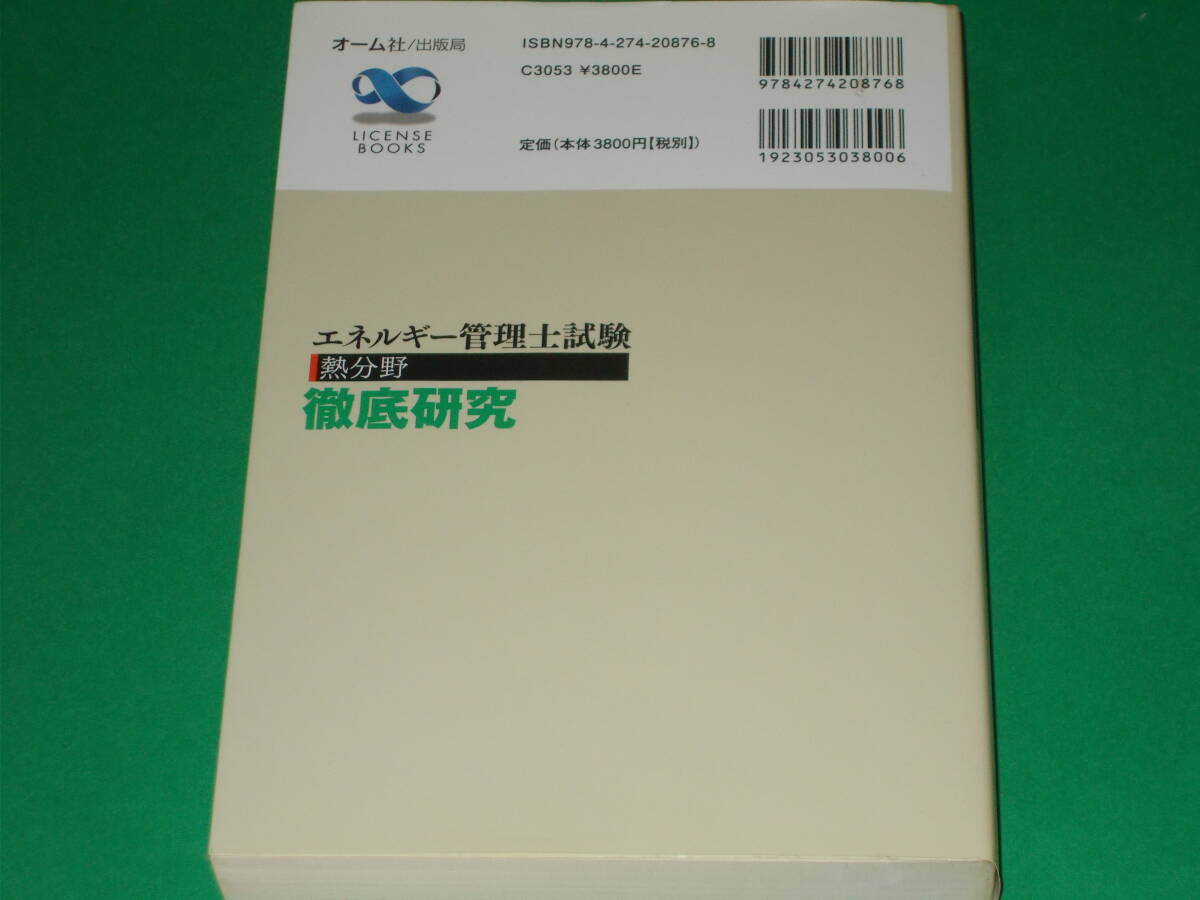 オーム社/出版局
LICENSE
BOOKS
ISBN978-4-274-20876-8
C3053 ¥3800E
定価(本体3800円【税別】)
9784274208768
1923053038006
エネルギー管理士試験
熱分野
徹底研究